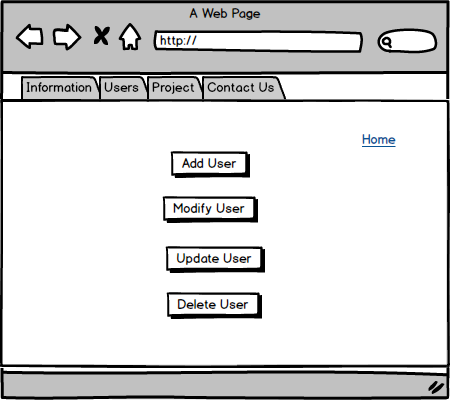 A Web Page
http://
Information Users Project Contact Us
Home
Add User
Modify User
Update User
Delete User